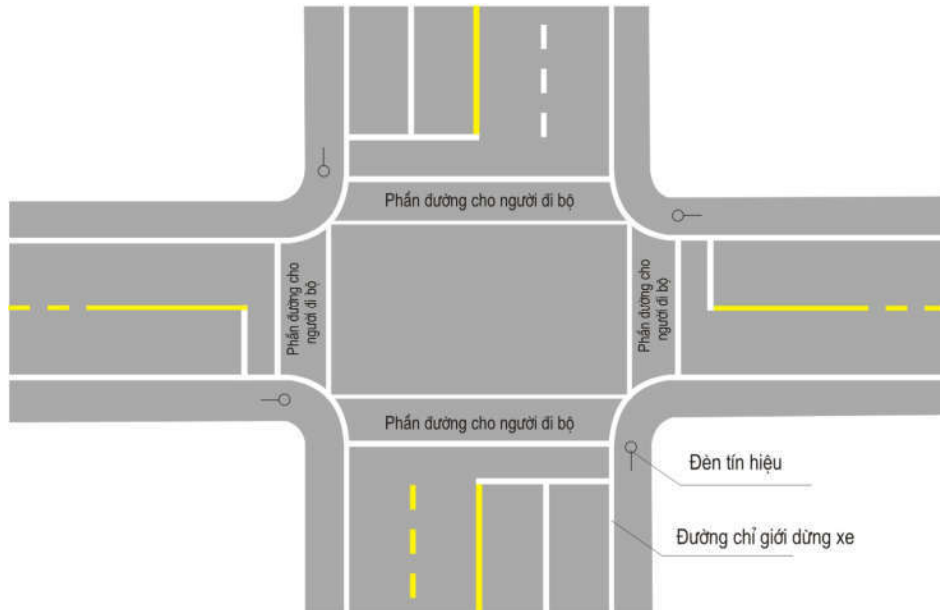 Phần đường cho người đi bộ
Phần đường cho
người đi bộ
Phần đường cho
người đi bộ
Phần đường cho người đi bộ
Đèn tín hiệu
Đường chỉ giới dừng xe